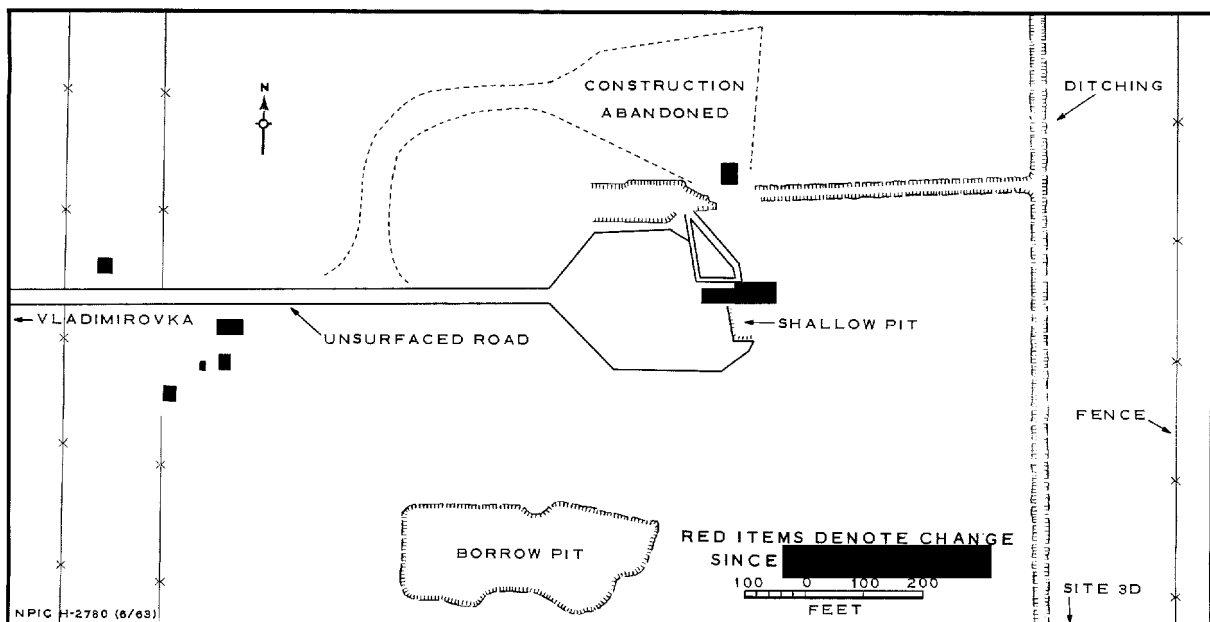 N
CONSTRUCTION
ABANDONED
DITCHING
VLADIMIROVKA
UNSURFACED ROAD
SHALLOW PIT
FENCE
BORROW PIT
RED ITEMS DENOTE CHANGE
SINCE
100 0 100 200
FEET
SITE 3D
NPIC H-2780 (6/63)